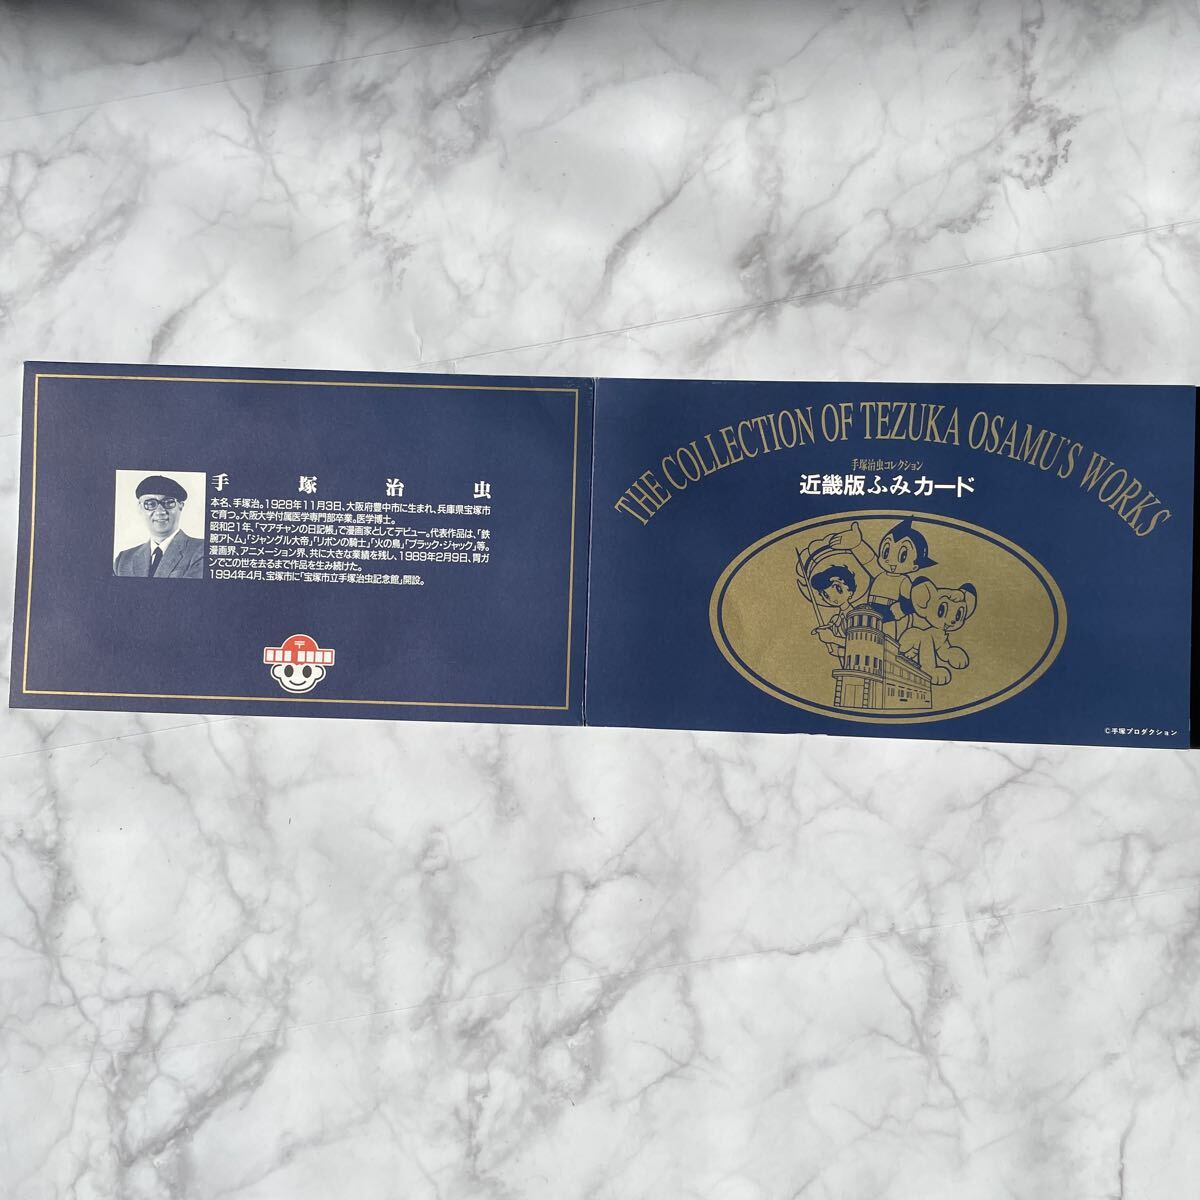 手塚治虫
本名、手塚治。1928年11月3日、大阪府豊中市に生まれ、兵庫県宝塚市
で育つ。大阪大学付属医学専門部卒業。医学博士。
昭和21年、「マアチャンの日記帳」で漫画家としてデビュー。代表作品は、「鉄
腕アトム」「ジャングル大帝」「リボンの騎士」「火の鳥」「ブラック・ジャック」等。
漫画界、アニメーション界、共に大きな業績を残し、1989年2月9日、胃ガ
ンでこの世を去るまで作品を生み続けた。
1994年4月、宝塚市に「宝塚市立手塚治虫記念館」開設。
〒
THE COLLECTION OF TEZUKA OSAMU'S WORKS
手塚治虫コレクション
近畿版ふみカード
©手塚プロダクション